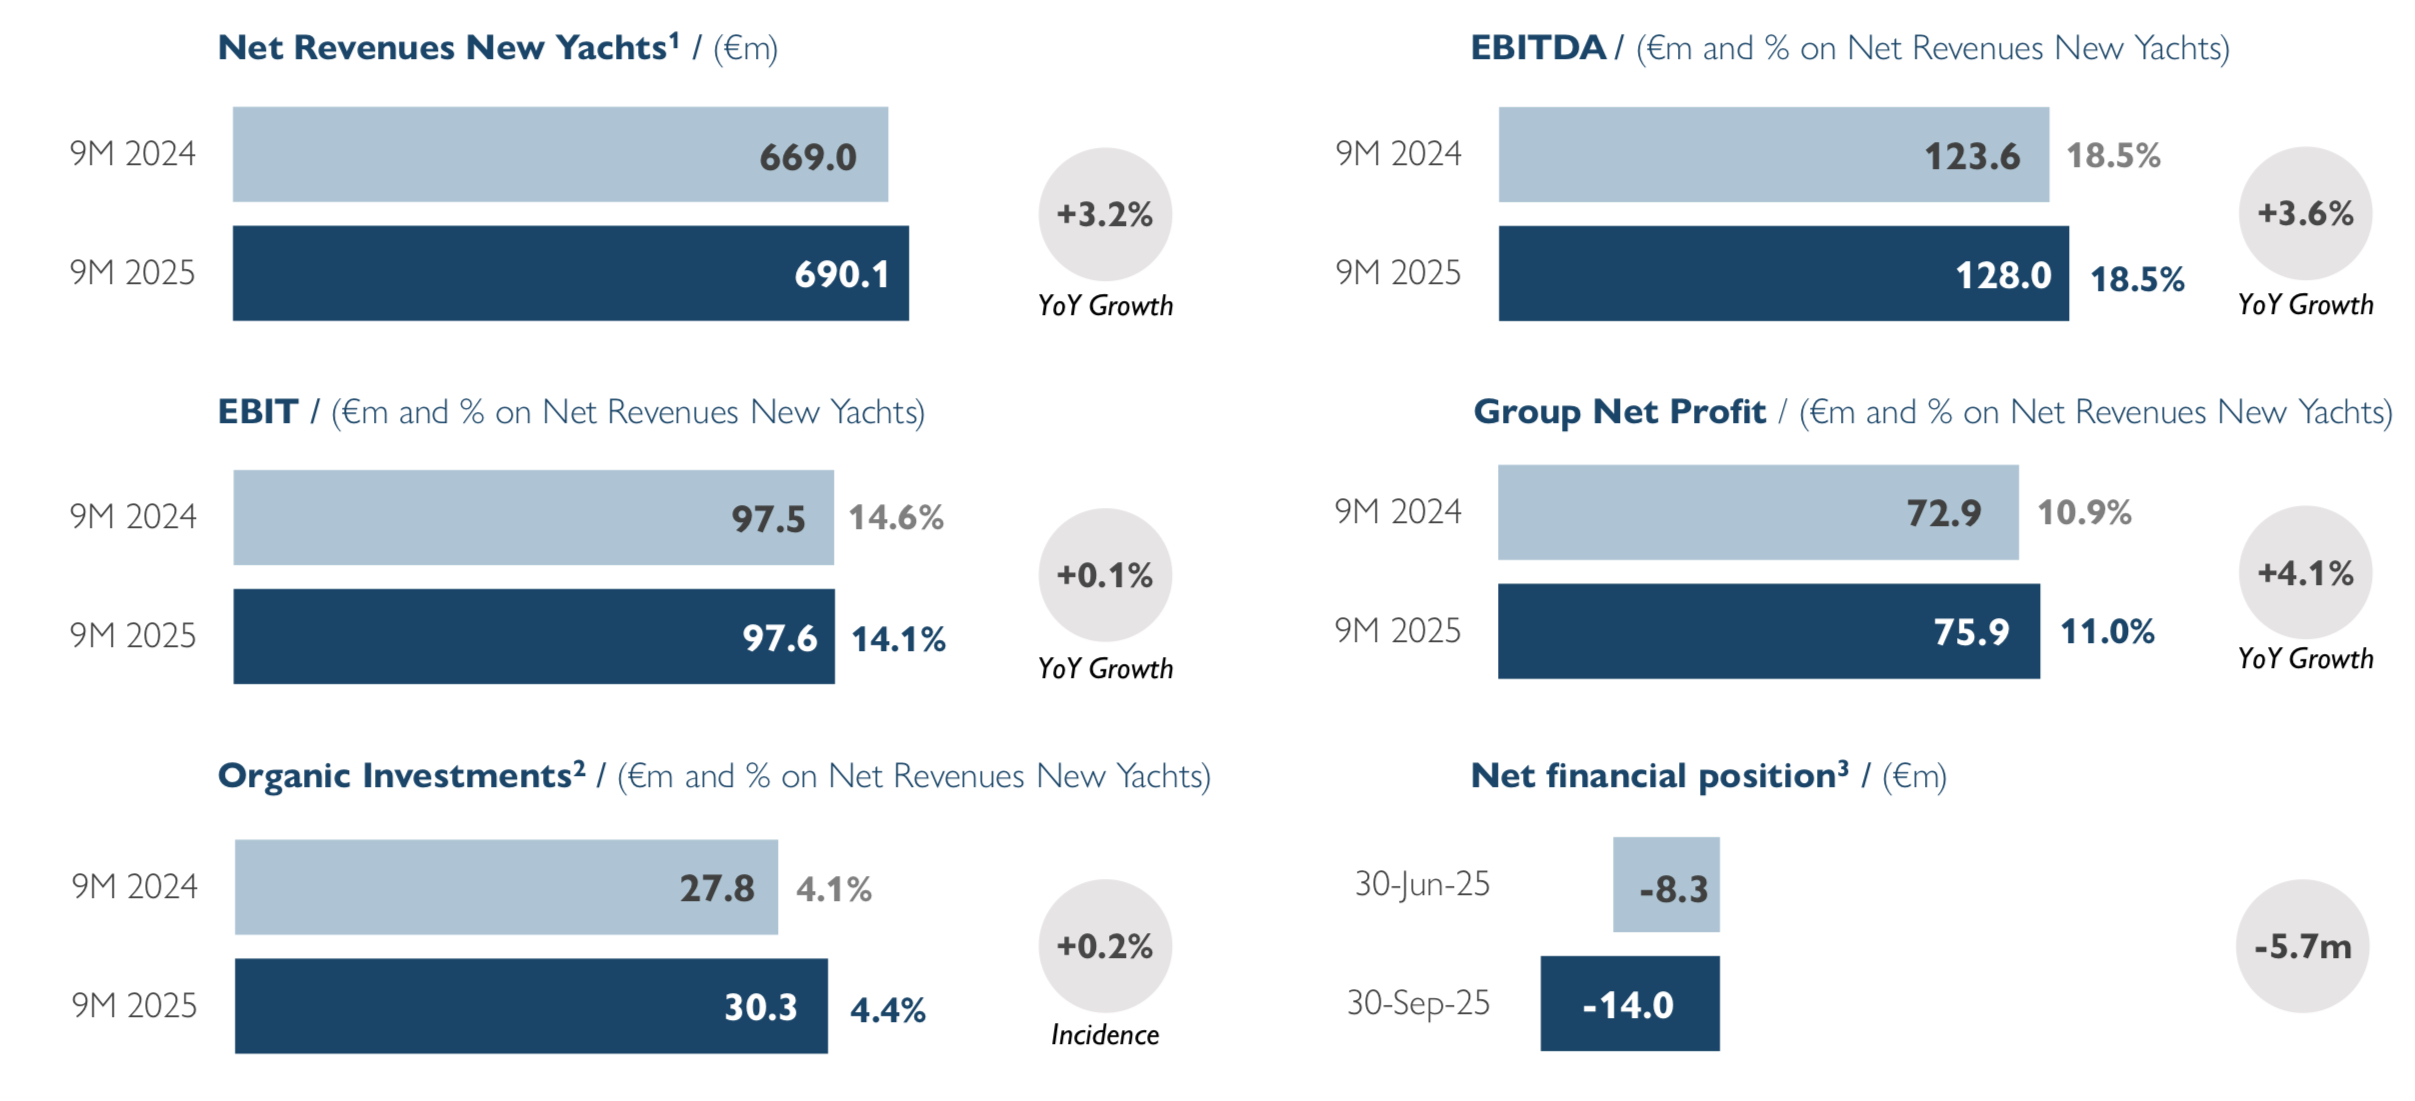 Net Revenues New Yachts¹ / (€m)
9M 2024
669.0
9M 2025
690.1
+3.2%
YoY Growth
EBITDA / (€m and % on Net Revenues New Yachts)
9M 2024
123.6
18.5%
9M 2025
128.0
18.5%
+3.6%
YoY Growth
EBIT / (€m and % on Net Revenues New Yachts)
9M 2024
97.5
14.6%
9M 2025
97.6
14.1%
+0.1%
YoY Growth
Group Net Profit / (€m and % on Net Revenues New Yachts)
9M 2024
72.9
10.9%
9M 2025
75.9
11.0%
+4.1%
YoY Growth
Organic Investments² / (€m and % on Net Revenues New Yachts)
9M 2024
27.8
4.1%
9M 2025
30.3
4.4%
+0.2%
Incidence
Net financial position³ / (€m)
30-Jun-25
-8.3
30-Sep-25
-14.0
-5.7m